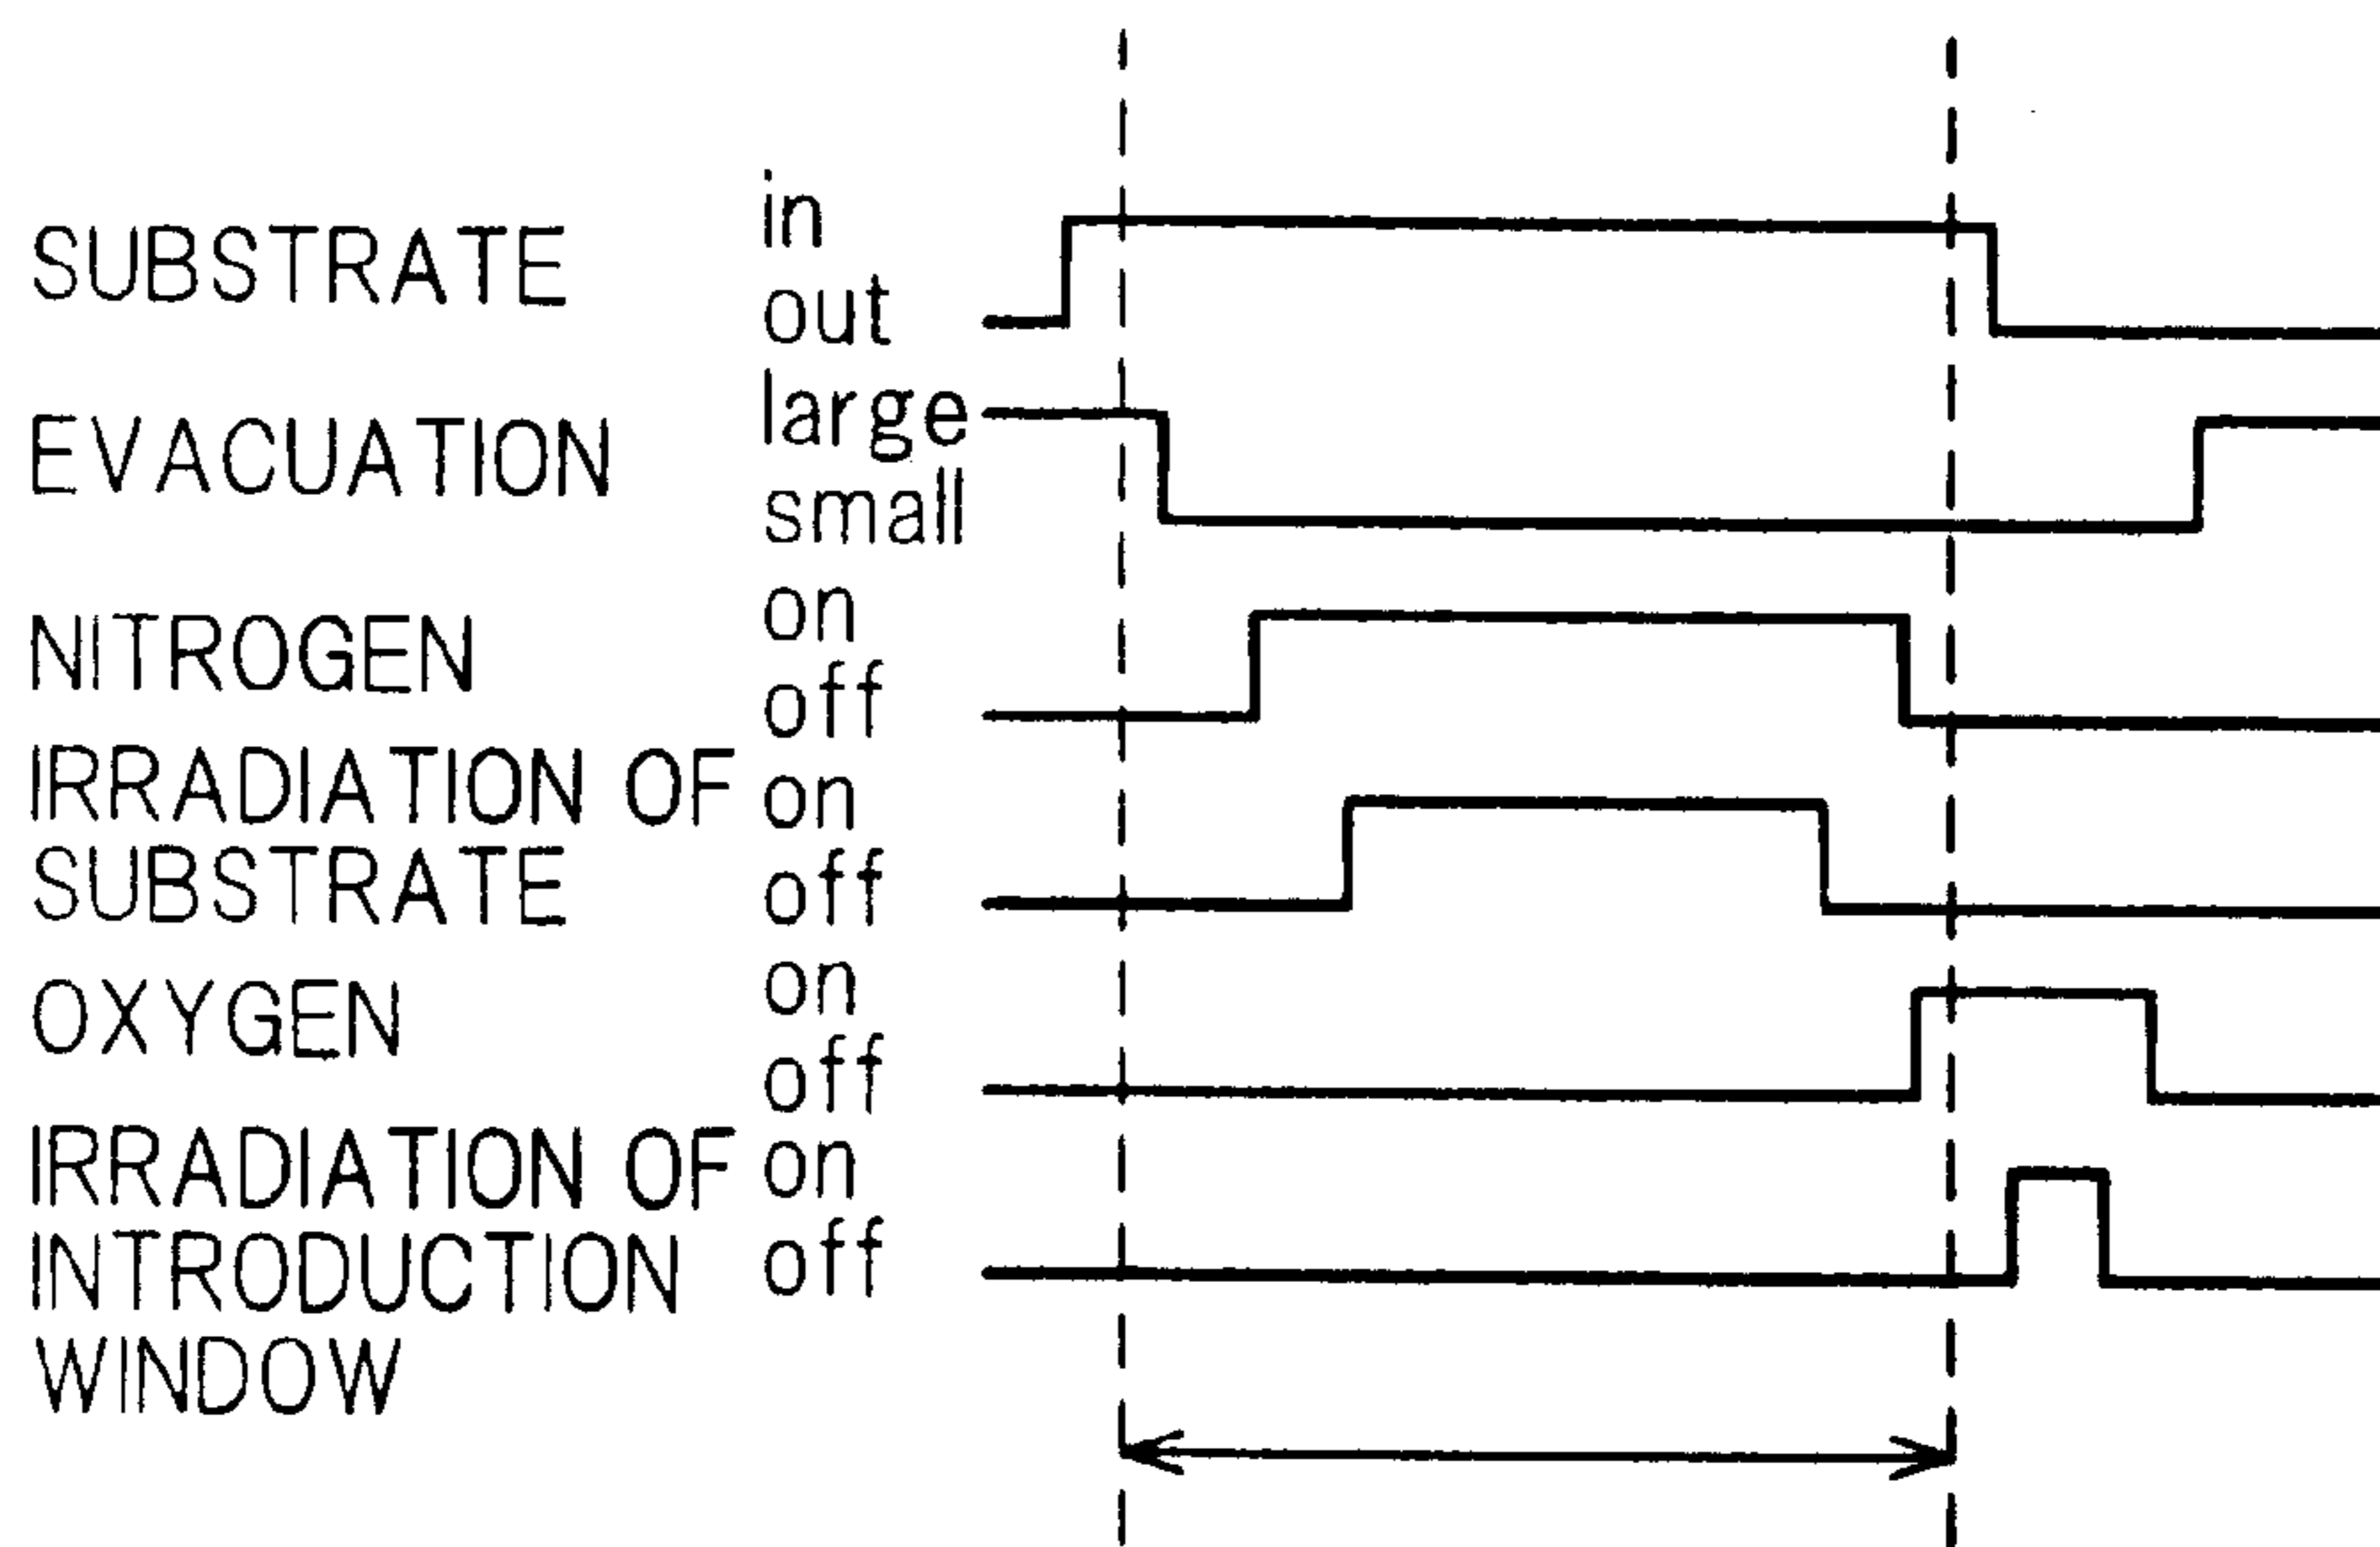 SUBSTRATE in
out
EVACUATION large
small
NITROGEN on
off
IRRADIATION OF on
SUBSTRATE off
OXYGEN on
off
IRRADIATION OF on
INTRODUCTION off
WINDOW